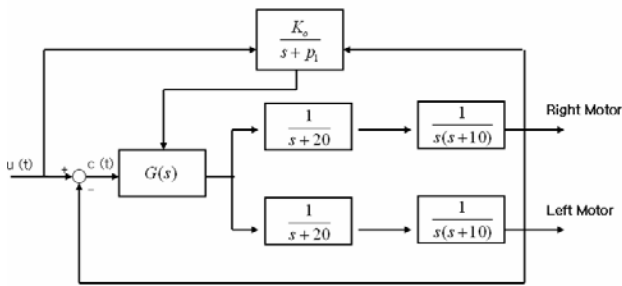 K_o / (s + p_1)
Right Motor
1 / (s + 20)
1 / (s(s+10))
u (t)
+
c (t)
−
G(s)
Left Motor
1 / (s + 20)
1 / (s(s+10))